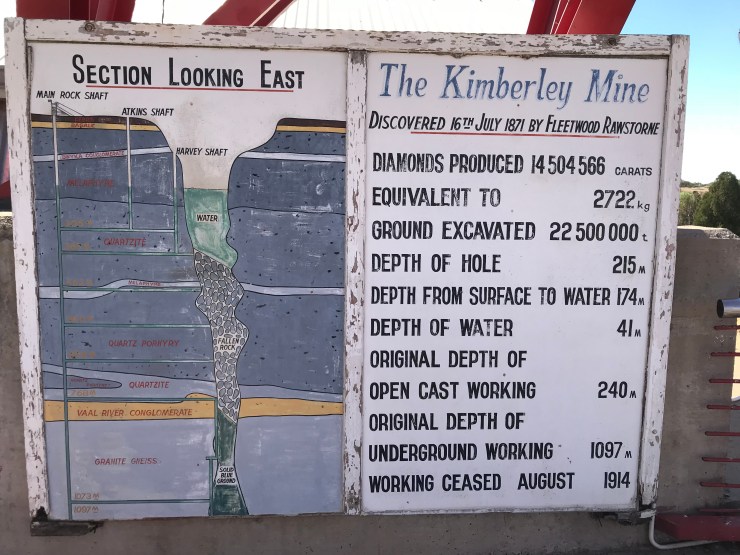 SECTION LOOKING EAST
MAIN ROCK SHAFT
ATKINS SHAFT
HARVEY SHAFT
WATER
QUARTZITE
FALLEN
ROCK
QUARTZ PORHYRY
QUARTZITE
VAAL RIVER CONGLOMERATE
GRANITE GNEISS
SOLID
BLUE
GROUND
1073 M
1097 M
The Kimberley Mine
DISCOVERED 16TH JULY 1871 BY FLEETWOOD RAWSTORNE
DIAMONDS PRODUCED 14 504 566 CARATS
EQUIVALENT TO 2722 kg
GROUND EXCAVATED 22 500 000 t
DEPTH OF HOLE 215 M
DEPTH FROM SURFACE TO WATER 174 M
DEPTH OF WATER 41 M
ORIGINAL DEPTH OF
OPEN CAST WORKING 240 M
ORIGINAL DEPTH OF
UNDERGROUND WORKING 1097 M
WORKING CEASED AUGUST 1914